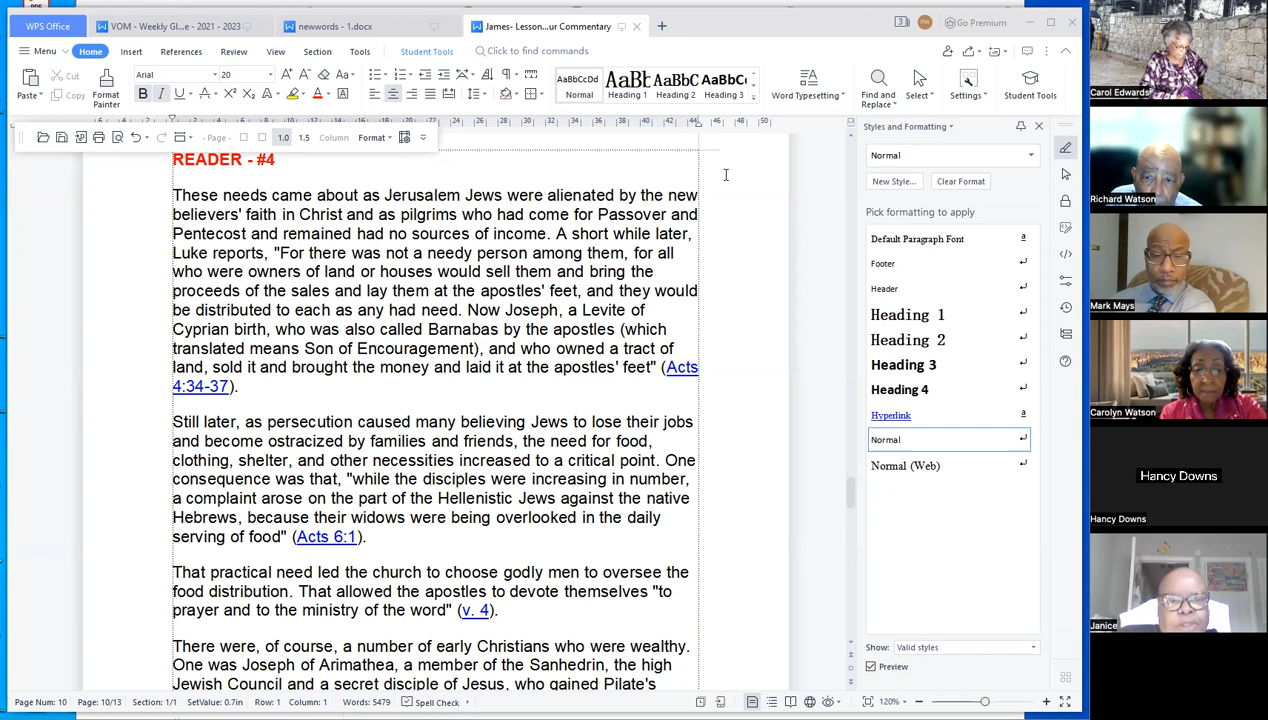 WPS Office
VOM - Weekly Gl...e - 2021 - 2023
newwords - 1.docx
James- Lesson...ur Commentary
Go Premium
Menu
Home
Insert
References
Review
View
Section
Tools
Student Tools
Click to find commands
Paste
Cut
Copy
Format
Painter
Arial
20
AaBbCcDd
Normal
AaBb
Heading 1
AaBbC
Heading 2
AaBbC
Heading 3
Word Typesetting
Find and
Replace
Select
Settings
Student Tools
- Page -
1.0
1.5
Column
Format
READER - #4
These needs came about as Jerusalem Jews were alienated by the new
believers' faith in Christ and as pilgrims who had come for Passover and
Pentecost and remained had no sources of income. A short while later,
Luke reports, "For there was not a needy person among them, for all
who were owners of land or houses would sell them and bring the
proceeds of the sales and lay them at the apostles' feet, and they would
be distributed to each as any had need. Now Joseph, a Levite of
Cyprian birth, who was also called Barnabas by the apostles (which
translated means Son of Encouragement), and who owned a tract of
land, sold it and brought the money and laid it at the apostles' feet" (Acts
4:34-37).
Still later, as persecution caused many believing Jews to lose their jobs
and become ostracized by families and friends, the need for food,
clothing, shelter, and other necessities increased to a critical point. One
consequence was that, "while the disciples were increasing in number,
a complaint arose on the part of the Hellenistic Jews against the native
Hebrews, because their widows were being overlooked in the daily
serving of food" (Acts 6:1).
That practical need led the church to choose godly men to oversee the
food distribution. That allowed the apostles to devote themselves "to
prayer and to the ministry of the word" (v. 4).
There were, of course, a number of early Christians who were wealthy.
One was Joseph of Arimathea, a member of the Sanhedrin, the high
Jewish Council and a secret disciple of Jesus, who gained Pilate's
Styles and Formatting
Normal
New Style...
Clear Format
Pick formatting to apply
Default Paragraph Font
Footer
Header
Heading 1
Heading 2
Heading 3
Heading 4
Hyperlink
Normal
Normal (Web)
Show:
Valid styles
Preview
Page Num: 10
Page: 10/13
Section: 1/1
SetValue: 0.7in
Row: 1
Column: 1
Words: 5479
Spell Check
120%
Carol Edwards
Richard Watson
Mark Mays
Carolyn Watson
Hancy Downs
Hancy Downs
Janice